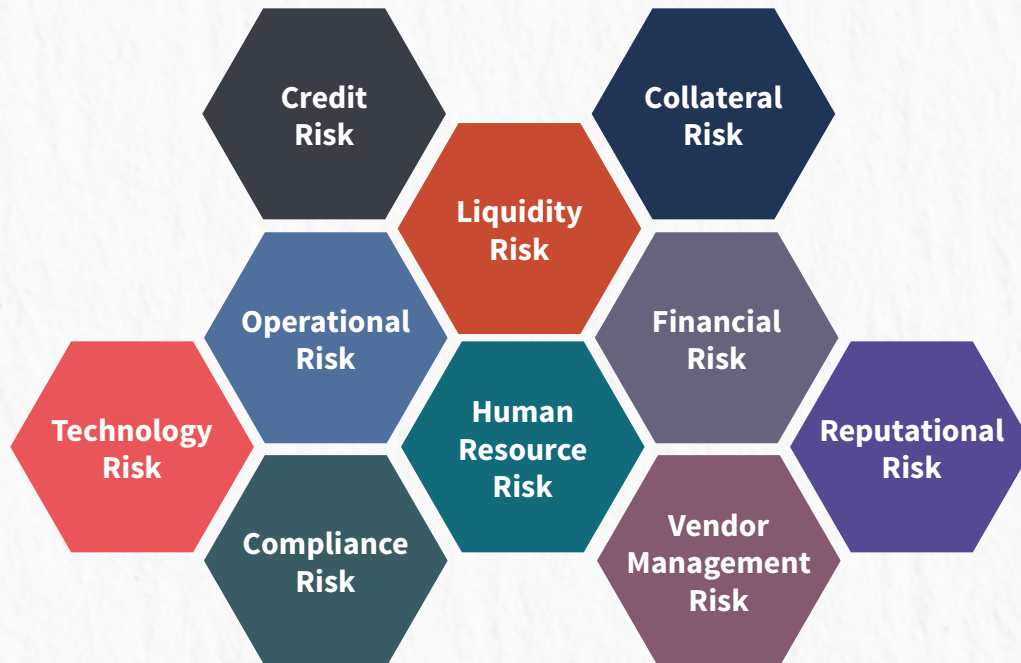 Credit
Risk
Collateral
Risk
Liquidity
Risk
Operational
Risk
Financial
Risk
Technology
Risk
Human
Resource
Risk
Reputational
Risk
Compliance
Risk
Vendor
Management
Risk